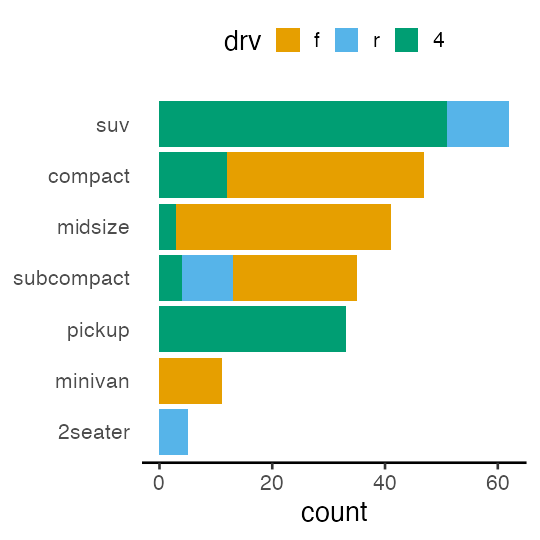 drv f r 4
suv
compact
midsize
subcompact
pickup
minivan
2seater
0 20 40 60
count